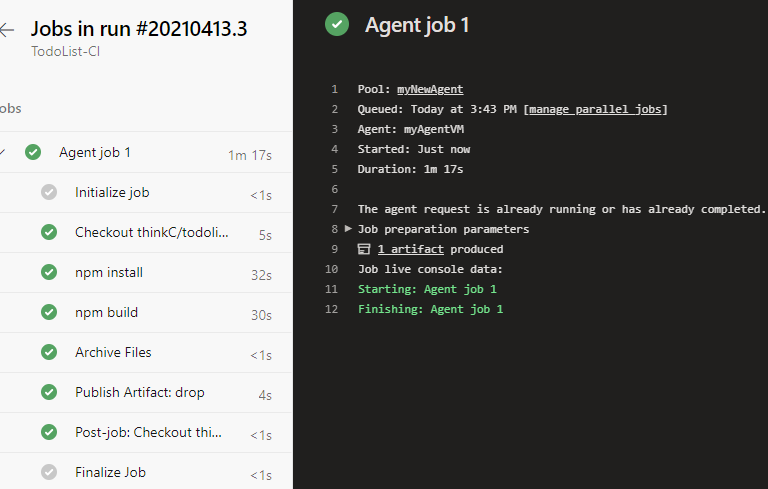 Jobs in run #20210413.3
TodoList-CI
obs
Agent job 1 1m 17s
Initialize job <1s
Checkout thinkC/todoli... 5s
npm install 32s
npm build 30s
Archive Files <1s
Publish Artifact: drop 4s
Post-job: Checkout thi... <1s
Finalize Job <1s
Agent job 1
1 Pool: myNewAgent
2 Queued: Today at 3:43 PM [manage parallel jobs]
3 Agent: myAgentVM
4 Started: Just now
5 Duration: 1m 17s
6
7 The agent request is already running or has already completed.
8 Job preparation parameters
9 1 artifact produced
10 Job live console data:
11 Starting: Agent job 1
12 Finishing: Agent job 1